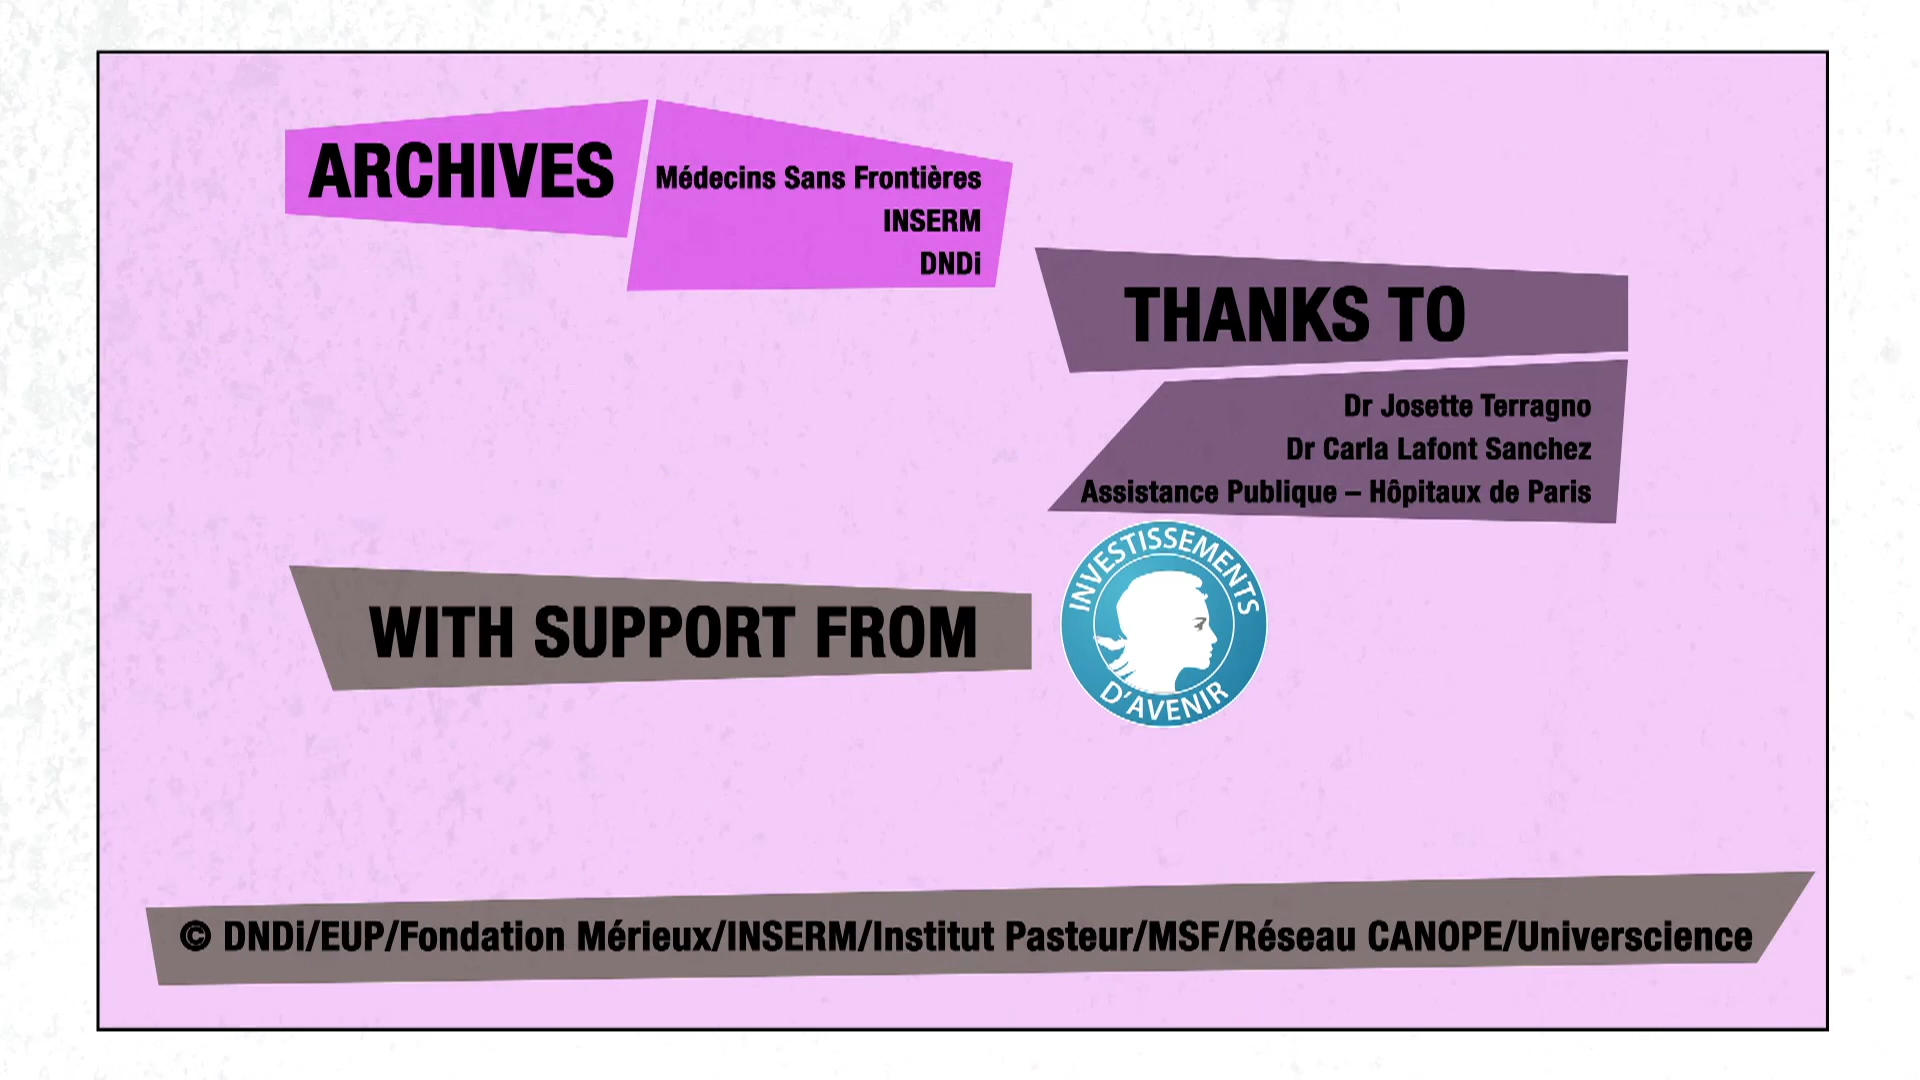 ARCHIVES
Médecins Sans Frontières
INSERM
DNDi
THANKS TO
Dr Josette Terragno
Dr Carla Lafont Sanchez
Assistance Publique – Hôpitaux de Paris
WITH SUPPORT FROM
INVESTISSEMENTS
D'AVENIR
© DNDi/EUP/Fondation Mérieux/INSERM/Institut Pasteur/MSF/Réseau CANOPE/Universcience